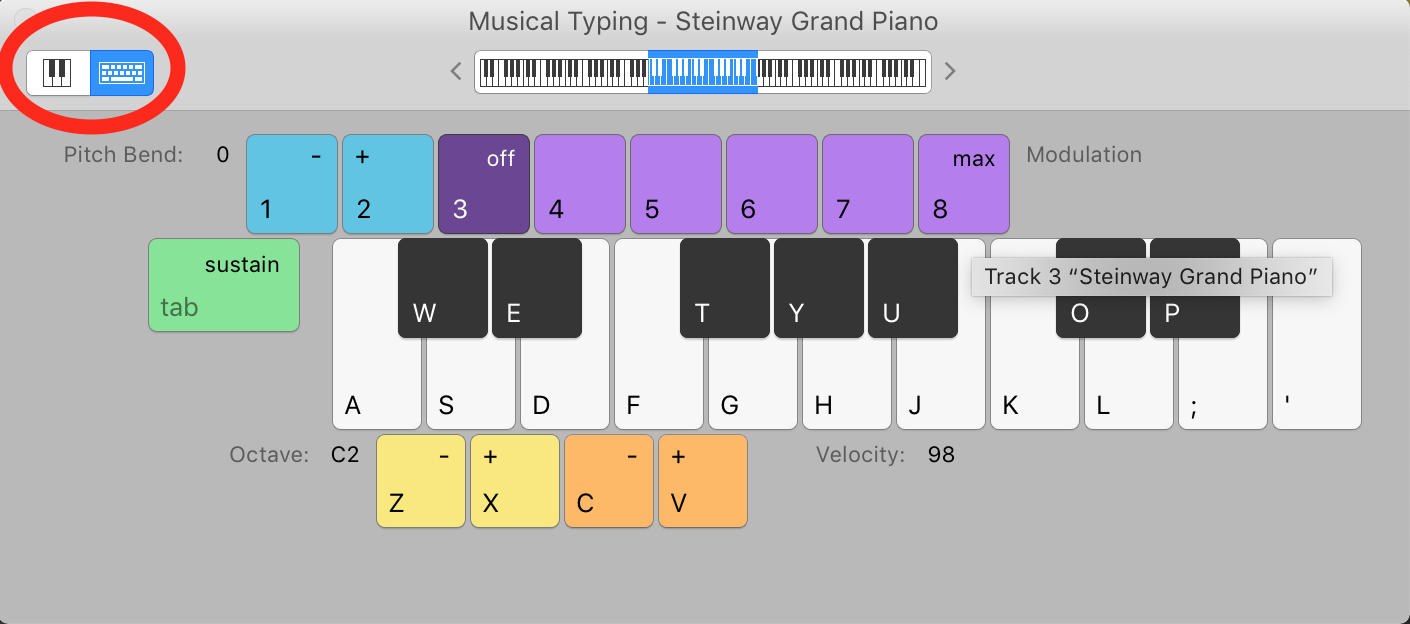 Musical Typing - Steinway Grand Piano
Pitch Bend: 0 - + off max Modulation
1 2 3 4 5 6 7 8
sustain
tab
Track 3 “Steinway Grand Piano”
W E T Y U O P
A S D F G H J K L ; '
Octave: C2 - + - + Velocity: 98
Z X C V